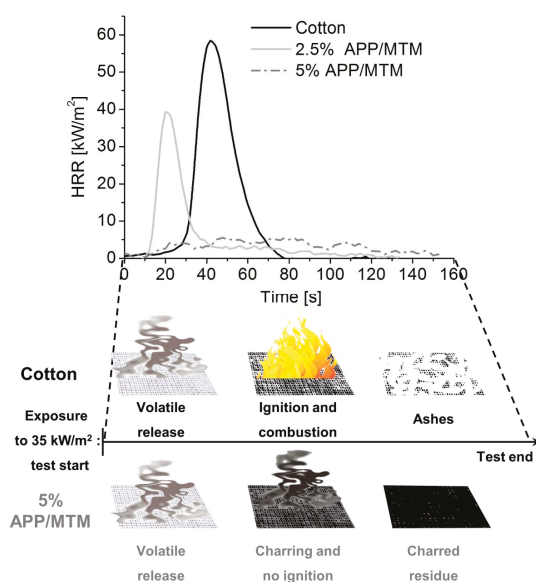 Cotton
2.5% APP/MTM
5% APP/MTM
HRR [kW/m²]
60
50
40
30
20
10
0
0 20 40 60 80 100 120 140 160
Time [s]
Cotton
Volatile
release
Ignition and
combustion
Ashes
Exposure
to 35 kW/m² :
test start
Test end
5%
APP/MTM
Volatile
release
Charring and
no ignition
Charred
residue